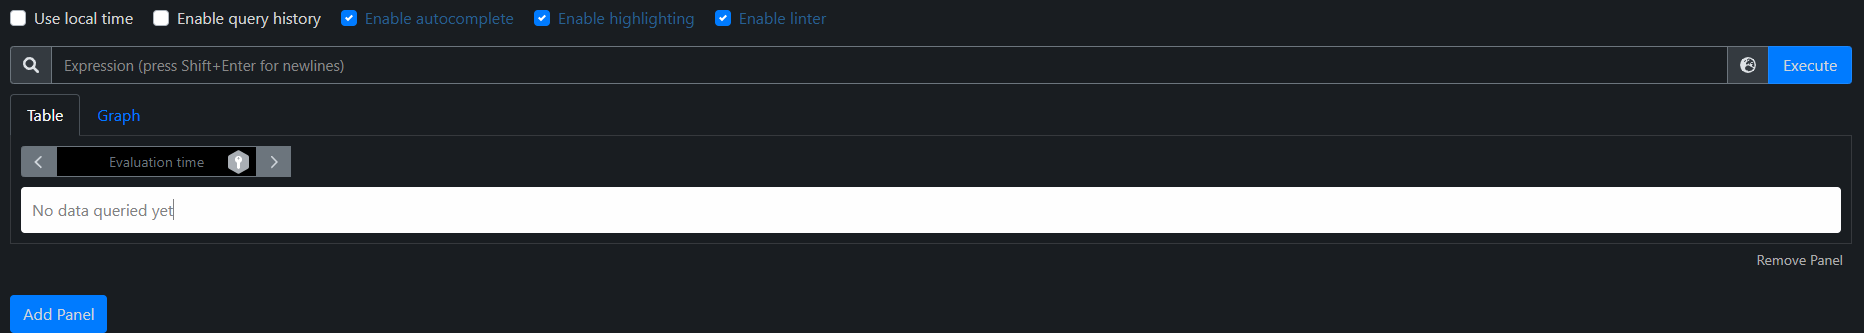 Use local time Enable query history Enable autocomplete Enable highlighting Enable linter
Expression (press Shift+Enter for newlines) Execute
Table Graph
Evaluation time
No data queried yet
Remove Panel
Add Panel